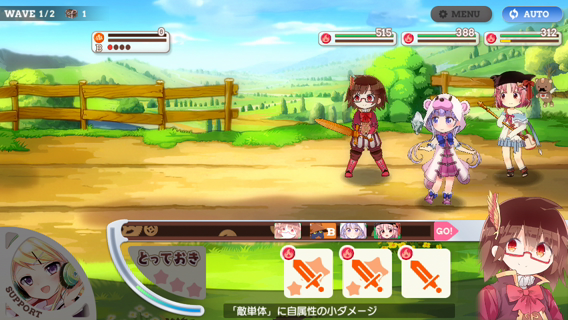 WAVE 1/2 1
MENU
AUTO
0
B
515
388
312
B
GO!
とっておき
SUPPORT
「敵単体」に自属性の小ダメージ